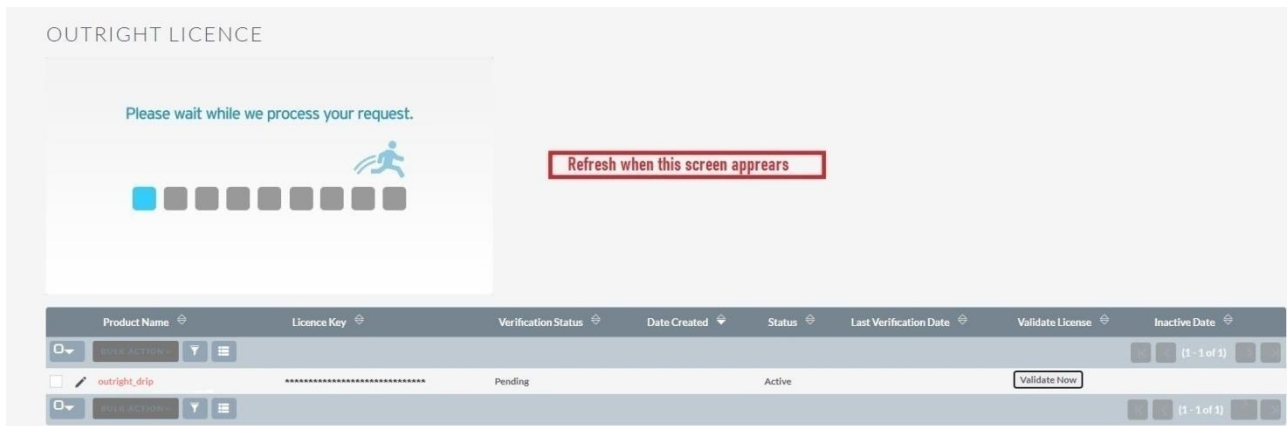 OUTRIGHT LICENCE
Please wait while we process your request.
Refresh when this screen apprears
Product Name Licence Key Verification Status Date Created Status Last Verification Date Validate License Inactive Date
BULK ACTION (1 - 1 of 1)
outright_drip ****************************** Pending Active Validate Now
BULK ACTION (1 - 1 of 1)